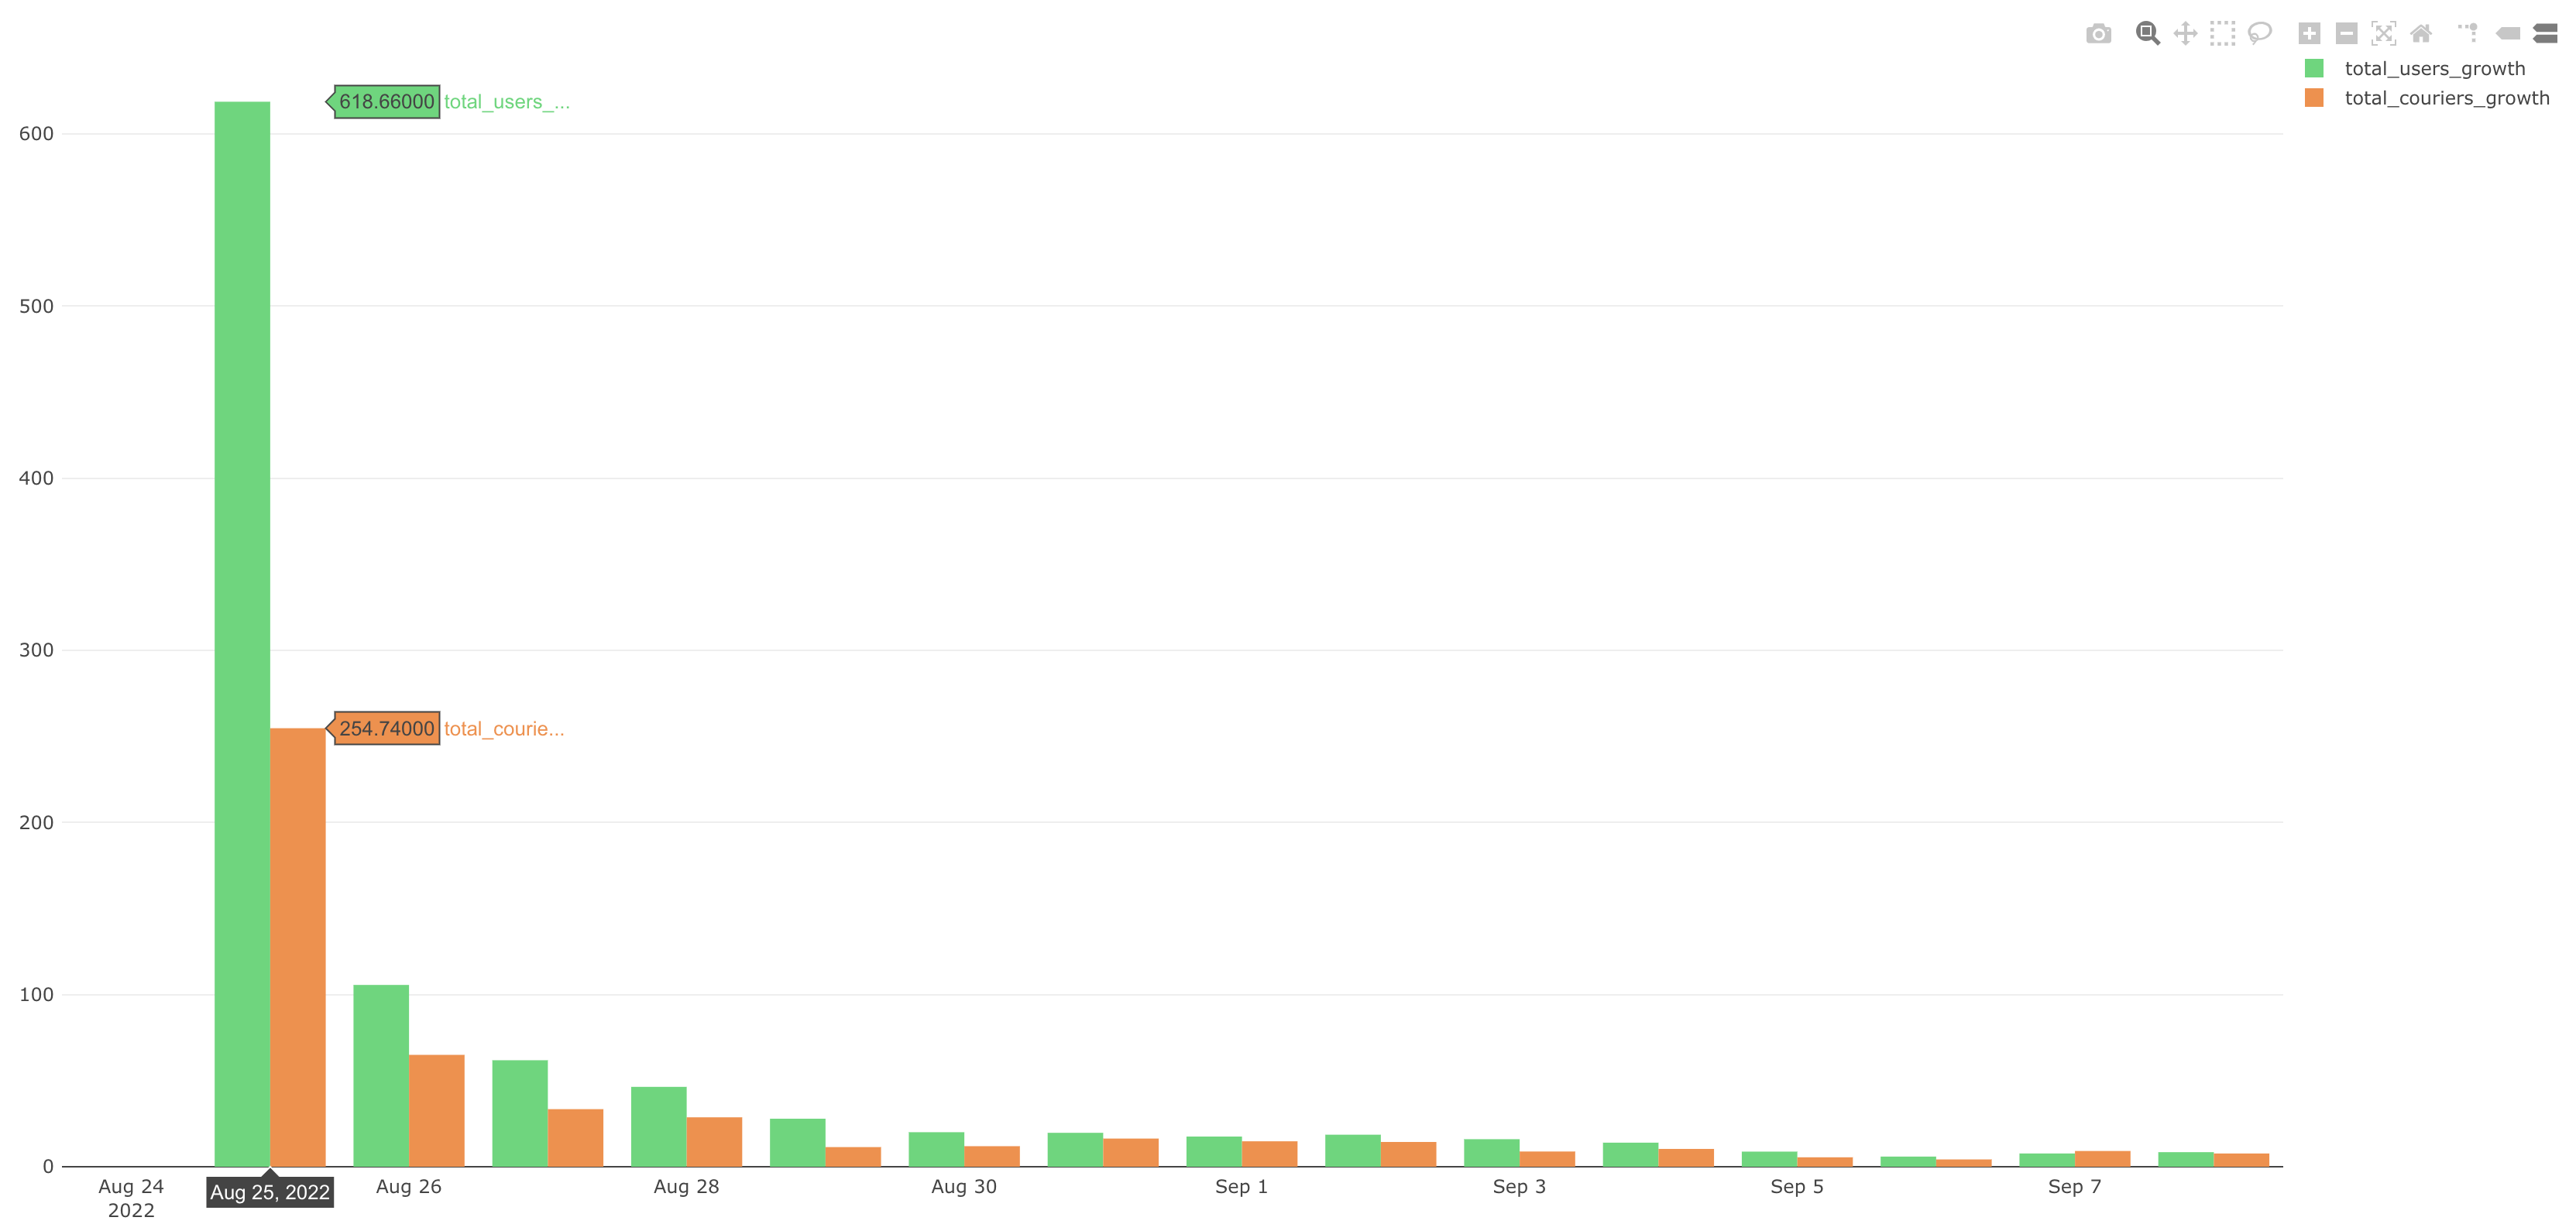 total_users_growth
total_couriers_growth
618.66000 total_users_...
600
500
400
300
254.74000 total_courie...
200
100
0
Aug 24
2022
Aug 25, 2022
Aug 26
Aug 28
Aug 30
Sep 1
Sep 3
Sep 5
Sep 7